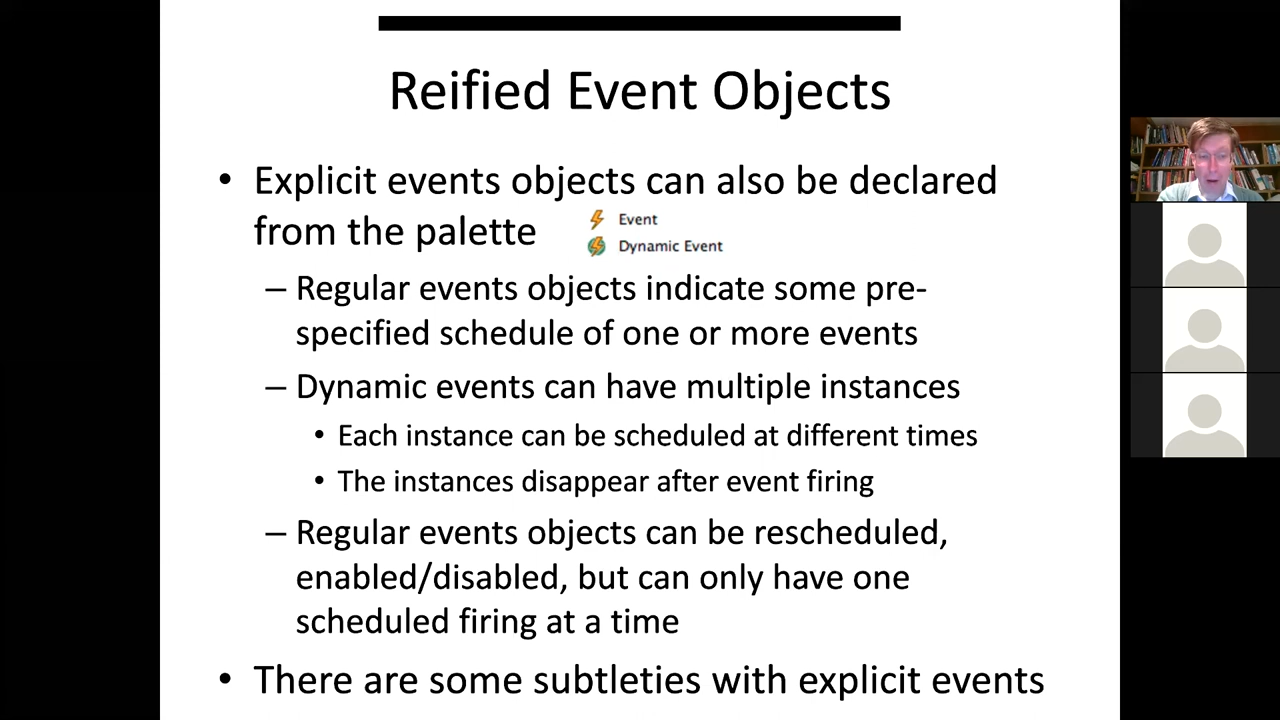 Reified Event Objects
• Explicit events objects can also be declared
from the palette
Event
Dynamic Event
– Regular events objects indicate some pre-
specified schedule of one or more events
– Dynamic events can have multiple instances
• Each instance can be scheduled at different times
• The instances disappear after event firing
– Regular events objects can be rescheduled,
enabled/disabled, but can only have one
scheduled firing at a time
• There are some subtleties with explicit events